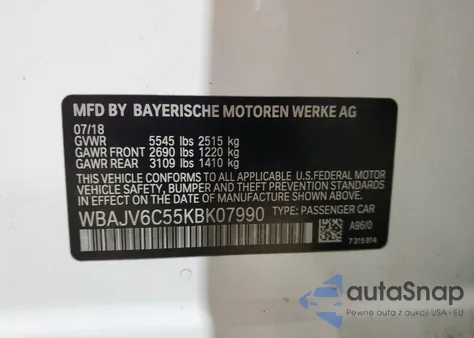 MFD BY BAYERISCHE MOTOREN WERKE AG
07/18
GVWR 5545 lbs 2515 kg
GAWR FRONT 2690 lbs 1220 kg
GAWR REAR 3109 lbs 1410 kg
THIS VEHICLE CONFORMS TO ALL APPLICABLE U.S.FEDERAL MOTOR
VEHICLE SAFETY, BUMPER AND THEFT PREVENTION STANDARDS IN
EFFECT ON THE DATE OF MANUFACTURE SHOWN ABOVE.
WBAJV6C55KBK07990 TYPE: PASSENGER CAR
A96/0
7 315 814
autoSnap
Pewne auta z aukcji USA i EU